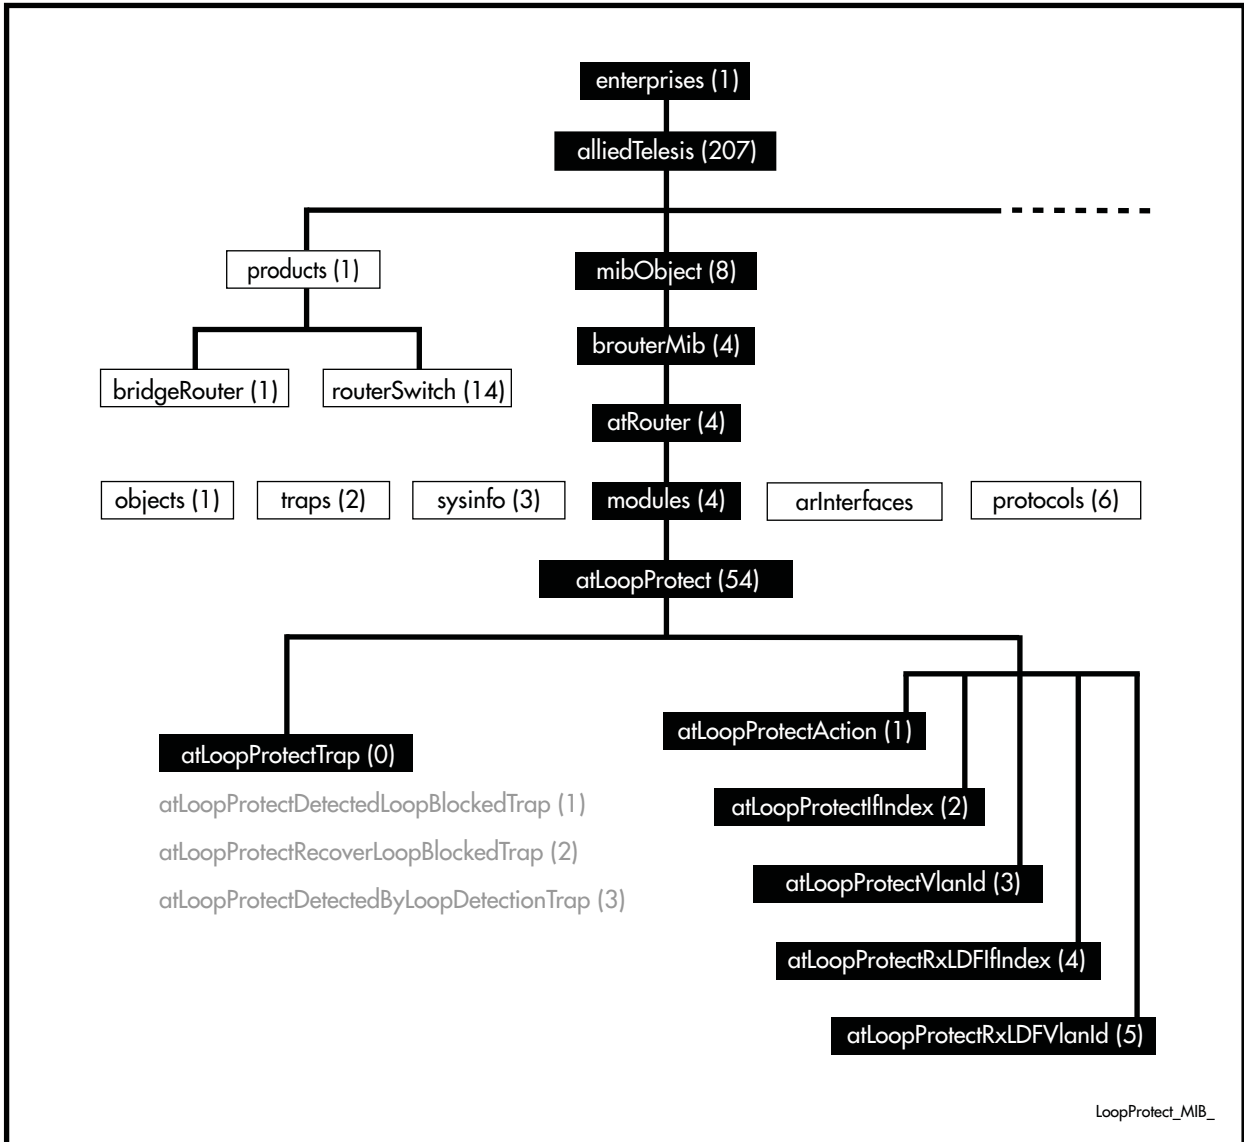 enterprises (1)
alliedTelesis (207)
products (1)
mibObject (8)
brouterMib (4)
bridgeRouter (1)
routerSwitch (14)
atRouter (4)
objects (1)
traps (2)
sysinfo (3)
modules (4)
arInterfaces
protocols (6)
atLoopProtect (54)
atLoopProtectTrap (0)
atLoopProtectDetectedLoopBlockedTrap (1)
atLoopProtectRecoverLoopBlockedTrap (2)
atLoopProtectDetectedByLoopDetectionTrap (3)
atLoopProtectAction (1)
atLoopProtectIfIndex (2)
atLoopProtectVlanId (3)
atLoopProtectRxLDFIfIndex (4)
atLoopProtectRxLDFVlanId (5)
LoopProtect_MIB_